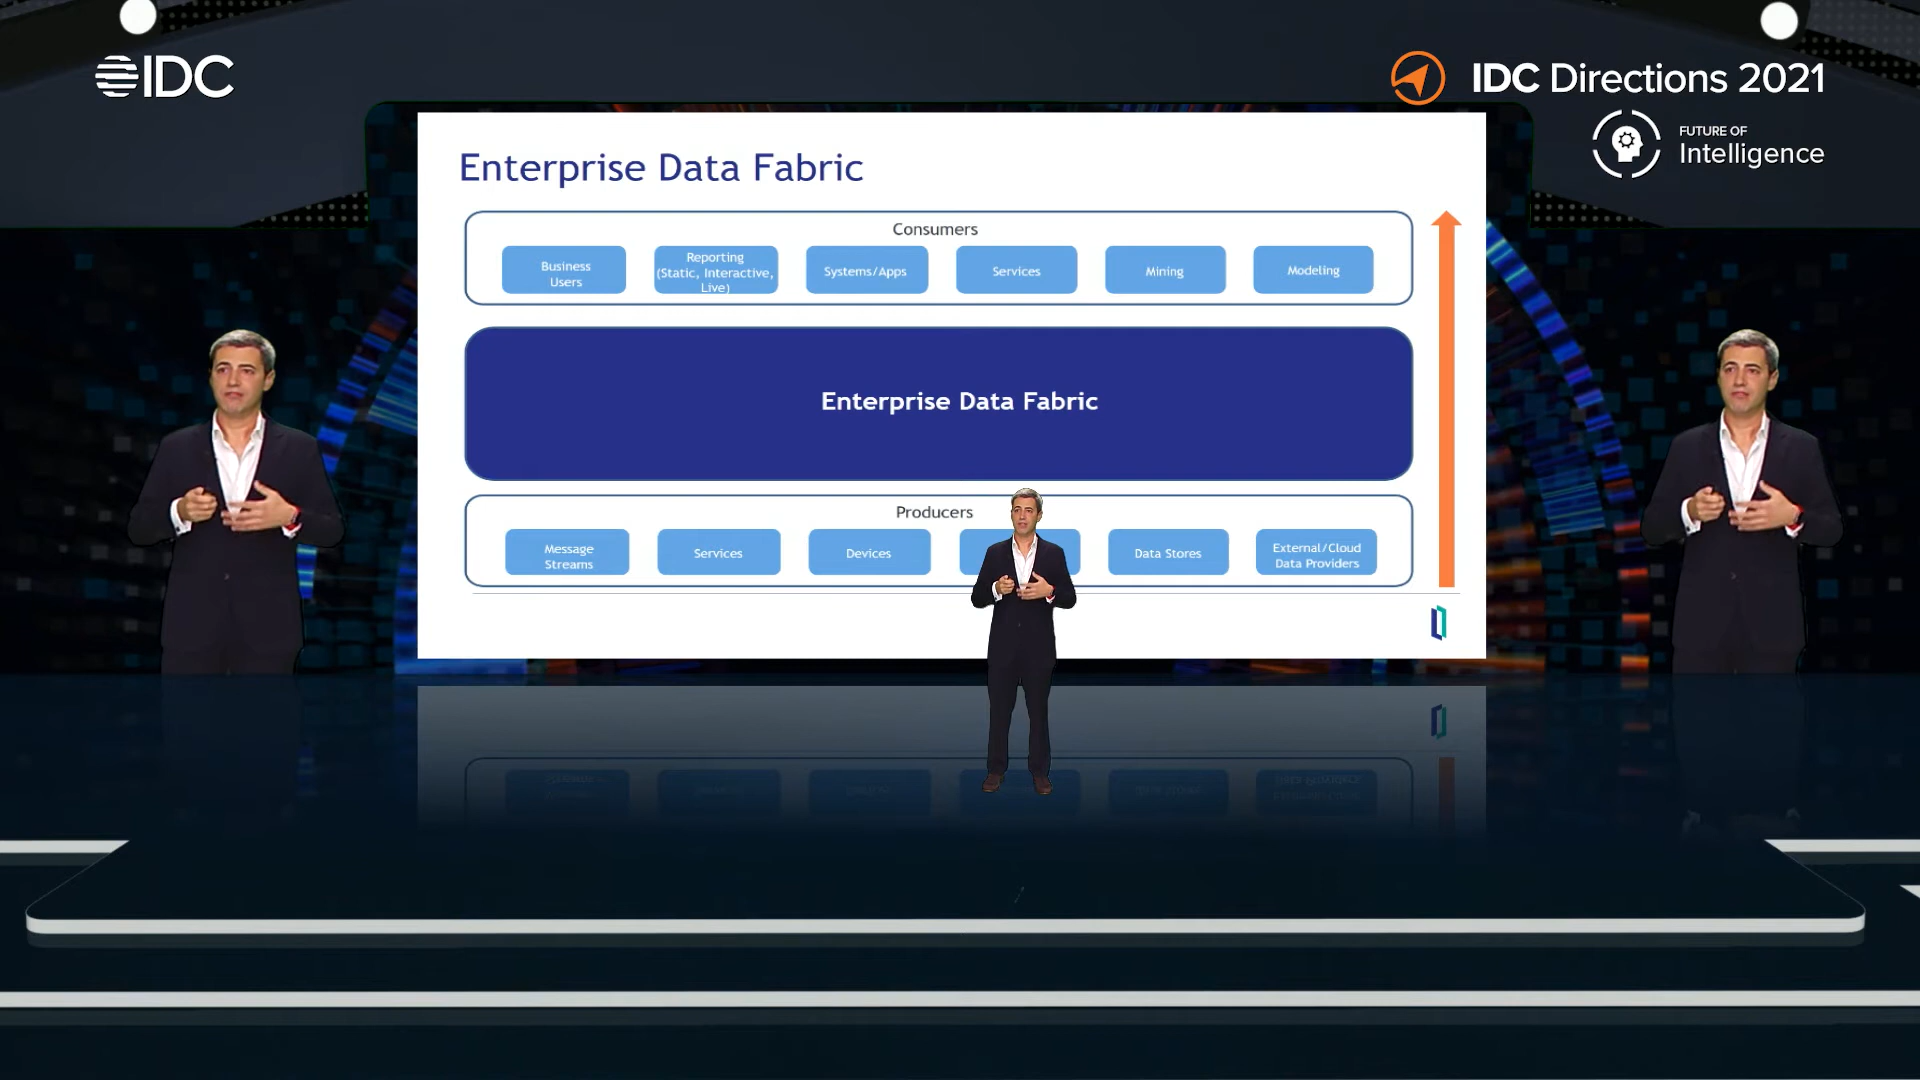 IDC
IDC Directions 2021
FUTURE OF
Intelligence
Enterprise Data Fabric
Consumers
Business
Users
Reporting
(Static, Interactive,
Live)
Systems/Apps
Services
Mining
Modeling
Enterprise Data Fabric
Producers
Message
Streams
Services
Devices
Data Stores
External/Cloud
Data Providers